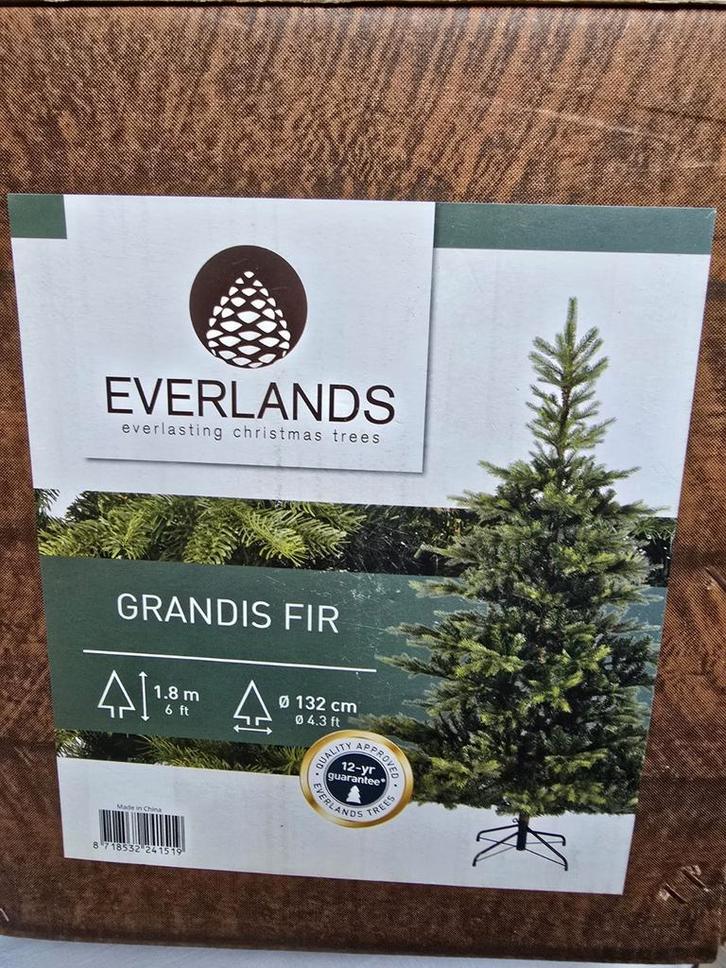 EVERLANDS
everlasting christmas trees
GRANDIS FIR
1.8 m
6 ft
Ø 132 cm
Ø 4.3 ft
QUALITY APPROVED
12-yr
guarantee*
EVERLANDS TREES
Made in China
8 718532 241519